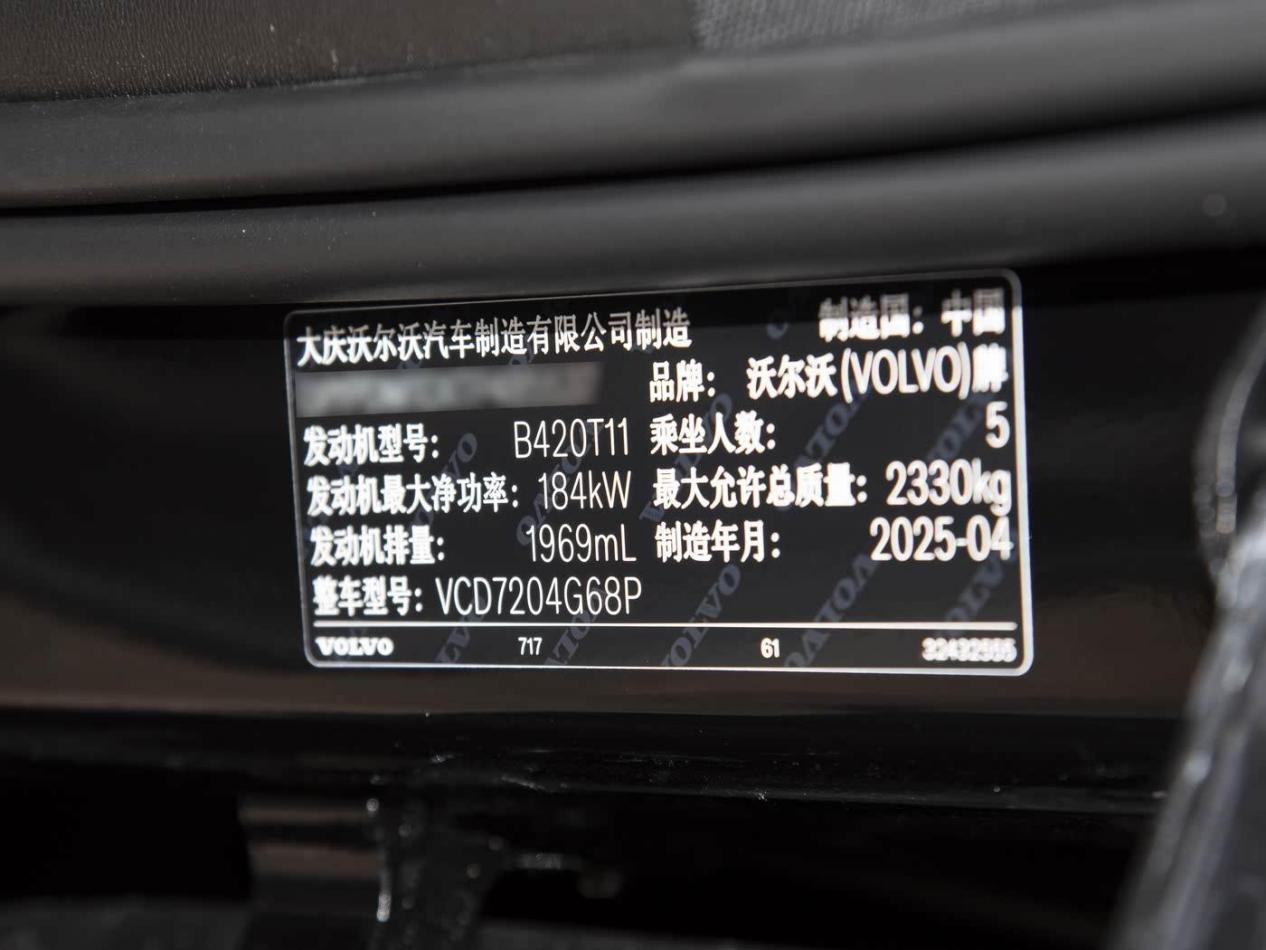 大庆沃尔沃汽车制造有限公司制造 制造国：中国
品牌： 沃尔沃(VOLVO)牌
发动机型号： B420T11 乘坐人数： 5
发动机最大净功率：184kW 最大允许总质量：2330kg
发动机排量： 1969mL 制造年月： 2025-04
整车型号：VCD7204G68P
VOLVO 717 61 32432555